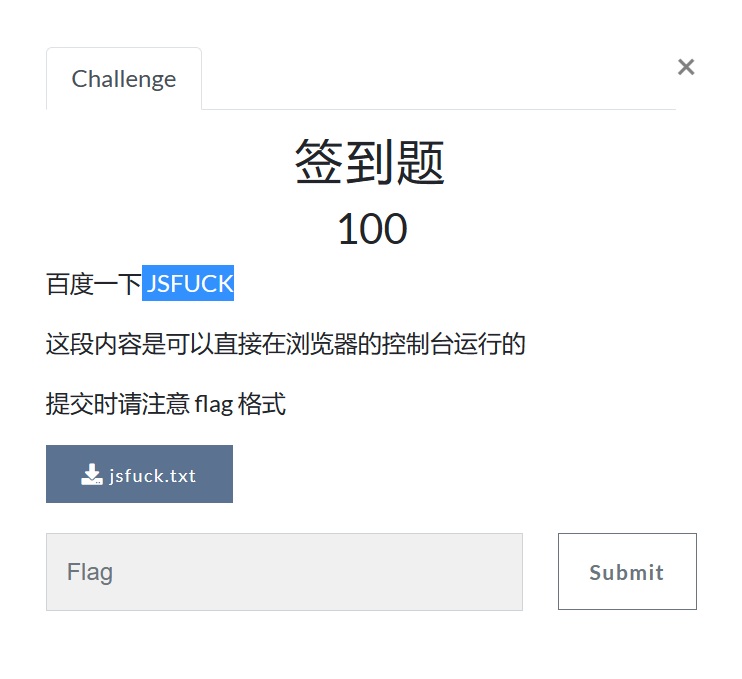 Challenge
×
签到题
100
百度一下 JSFUCK
这段内容是可以直接在浏览器的控制台运行的
提交时请注意 flag 格式
jsfuck.txt
Flag
Submit